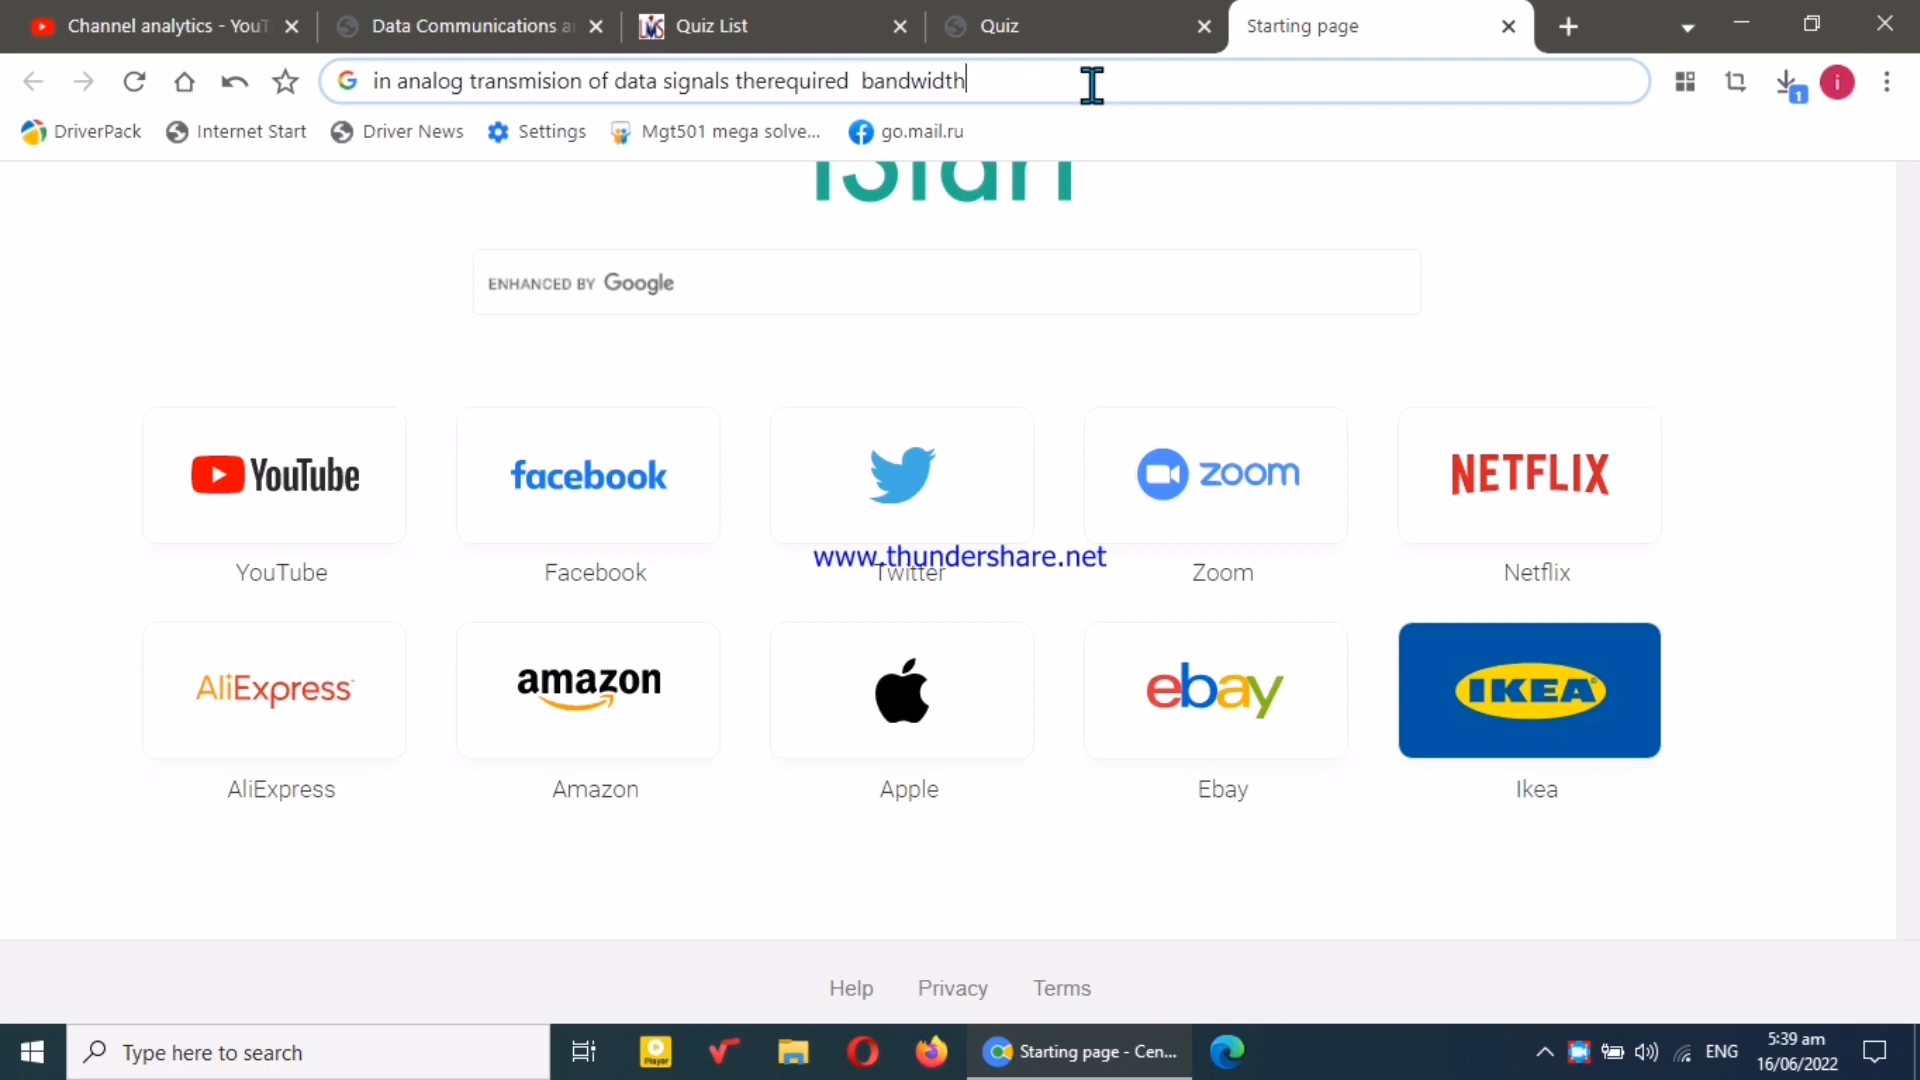 Channel analytics - YouT
Data Communications a
Quiz List
Quiz
Starting page
in analog transmision of data signals therequired  bandwidth
i
1
DriverPack
Internet Start
Driver News
Settings
Mgt501 mega solve...
go.mail.ru
ENHANCED BY Google
YouTube
facebook
zoom
NETFLIX
www.thundershare.net
YouTube
Facebook
Twitter
Zoom
Netflix
AliExpress
amazon
ebay
IKEA
AliExpress
Amazon
Apple
Ebay
Ikea
Help
Privacy
Terms
Type here to search
Player
Starting page - Cen...
ENG
5:39 am
16/06/2022